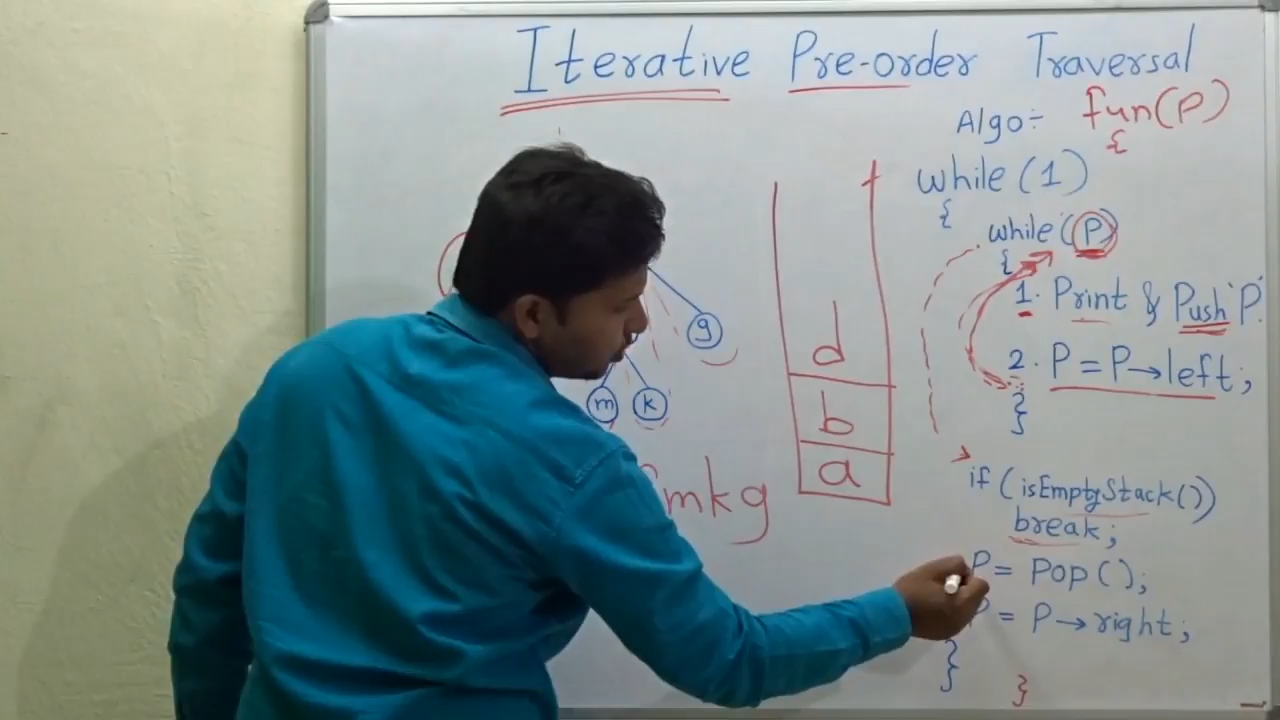 Iterative Pre-order Traversal
Algo:- fun(P)
{
while (1)
{
while (P)
{
1. Print & Push 'P'.
2. P = P→left;
}
if (isEmptyStack())
break;
P = Pop();
P = P→right;
}
}
g
m k
mkg
d
b
a